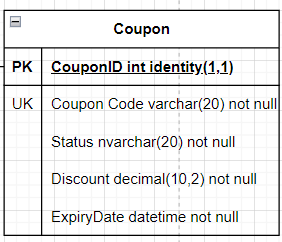 Coupon
PK CouponID int identity(1,1)
UK Coupon Code varchar(20) not null
Status nvarchar(20) not null
Discount decimal(10,2) not null
ExpiryDate datetime not null